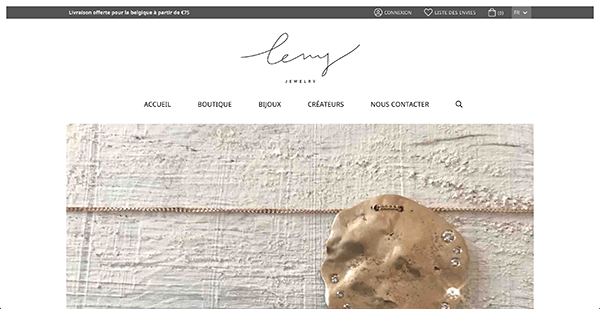 Livraison offerte pour la belgique à partir de €75
CONNEXION
LISTE DES ENVIES
(0)
FR
Lemy
JEWELRY
ACCUEIL
BOUTIQUE
BIJOUX
CRÉATEURS
NOUS CONTACTER